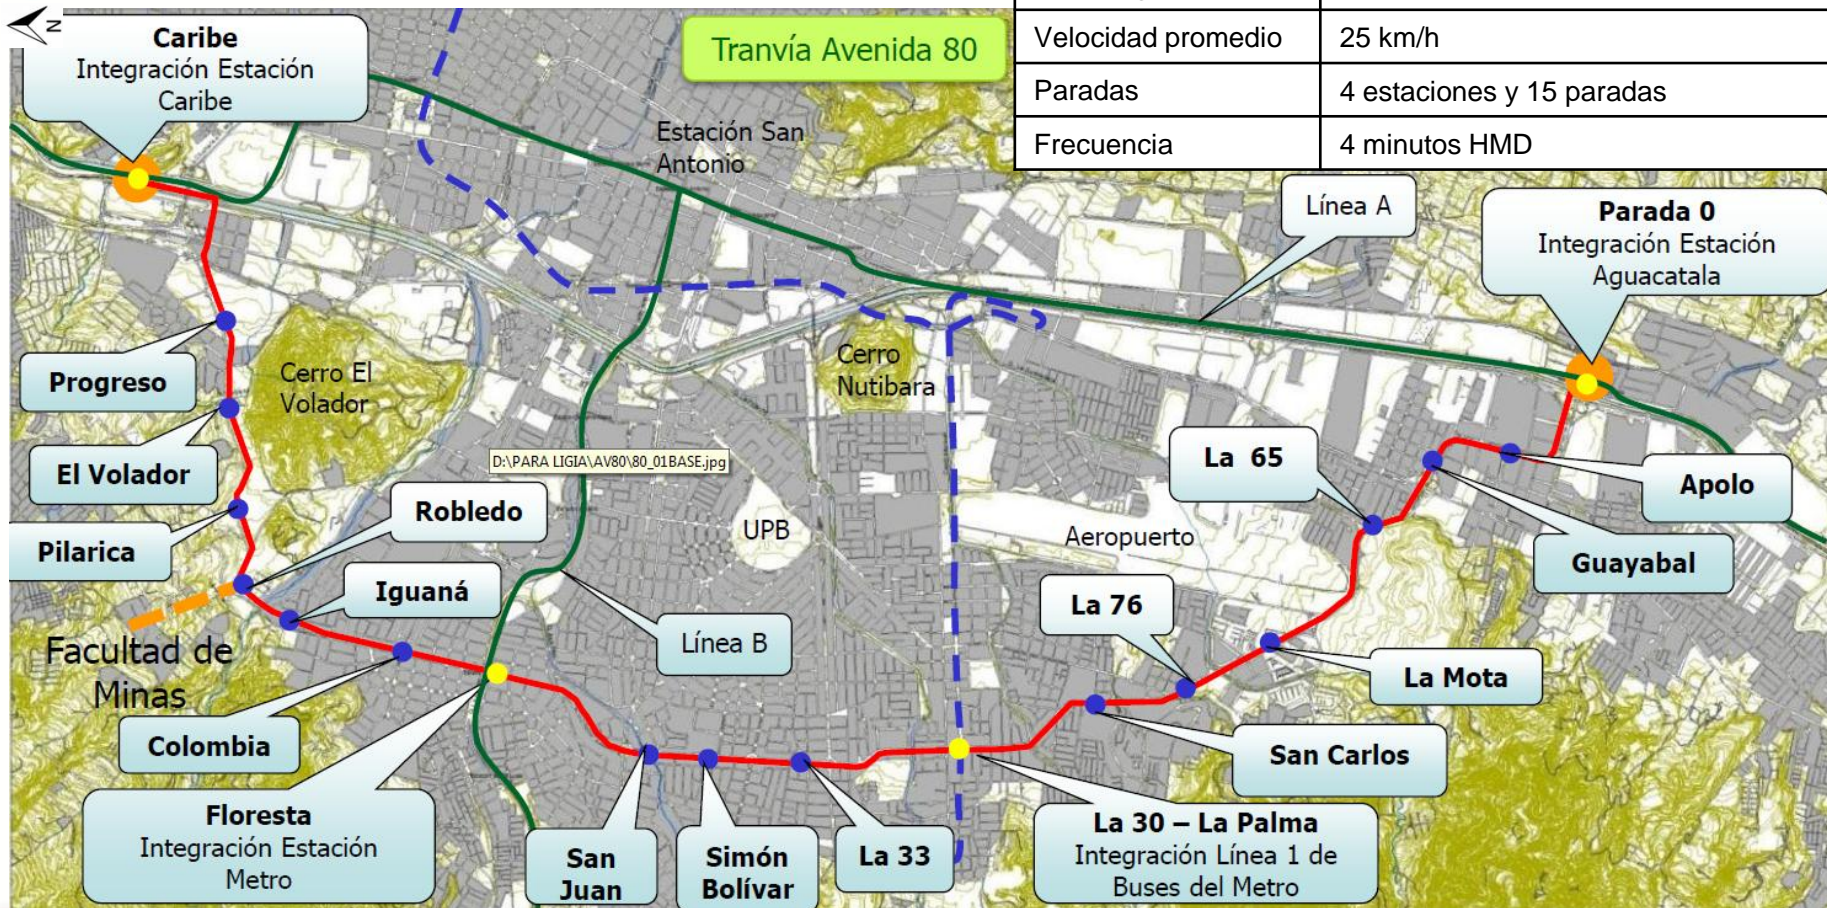 N
Caribe
Integración Estación
Caribe
Tranvía Avenida 80
Velocidad promedio 25 km/h
Paradas 4 estaciones y 15 paradas
Frecuencia 4 minutos HMD
Estación San
Antonio
Línea A
Parada 0
Integración Estación
Aguacatala
Progreso
Cerro El
Volador
Cerro
Nutibara
El Volador
D:\PARA LIGIA\AV80\80_01BASE.jpg
La 65
Apolo
Pilarica
Robledo
UPB
Aeropuerto
Guayabal
Iguaná
La 76
Facultad de
Minas
Línea B
La Mota
Colombia
San Carlos
Floresta
Integración Estación
Metro
San
Juan
Simón
Bolívar
La 33
La 30 – La Palma
Integración Línea 1 de
Buses del Metro